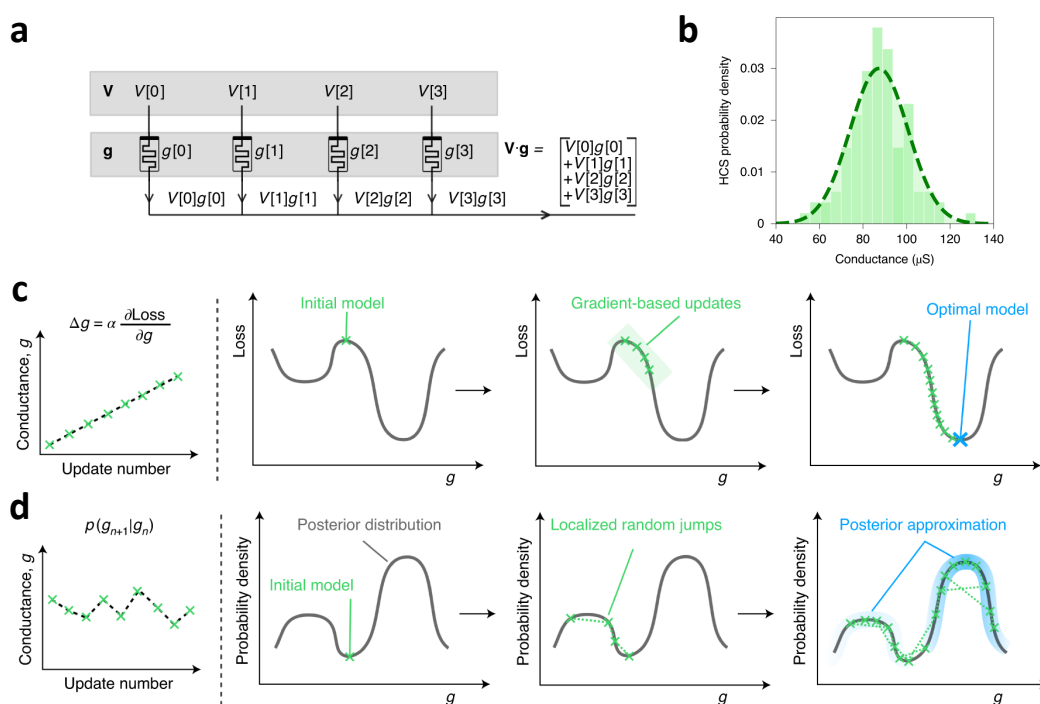 a
V V[0] V[1] V[2] V[3]
g g[0] g[1] g[2] g[3]
V·g = V[0]g[0]
+V[1]g[1]
+V[2]g[2]
+V[3]g[3]
V[0]g[0] V[1]g[1] V[2]g[2] V[3]g[3]
b
HCS probability density
0.03
0.02
0.01
0
40 60 80 100 120 140
Conductance (μS)
c
Δg = α ∂Loss
∂g
Conductance, g
Update number
Loss
Initial model
g
Loss
Gradient-based updates
g
Loss
Optimal model
g
d
p(gn+1|gn)
Conductance, g
Update number
Probability density
Posterior distribution
Initial model
g
Probability density
Localized random jumps
g
Probability density
Posterior approximation
g